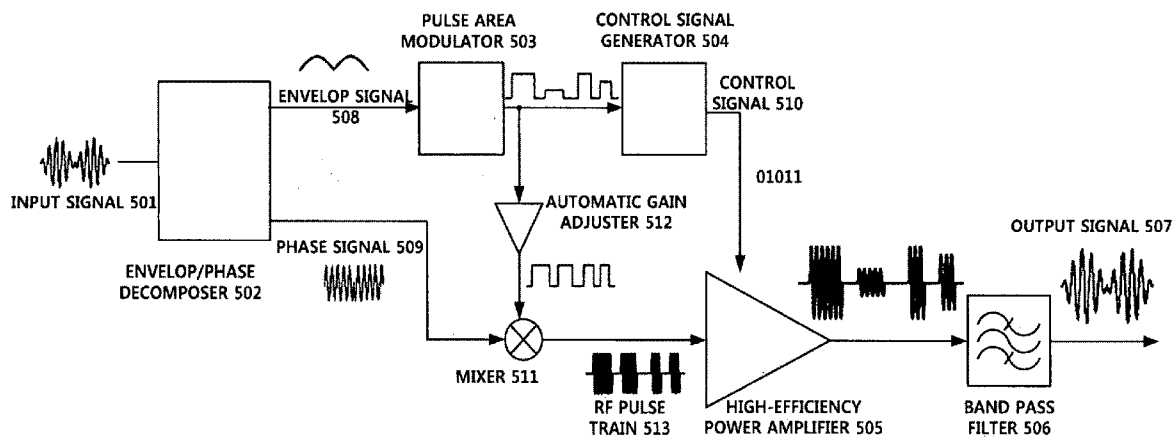 PULSE AREA
MODULATOR 503
CONTROL SIGNAL
GENERATOR 504
ENVELOP SIGNAL
508
CONTROL
SIGNAL 510
01011
INPUT SIGNAL 501
AUTOMATIC GAIN
ADJUSTER 512
PHASE SIGNAL 509
OUTPUT SIGNAL 507
ENVELOP/PHASE
DECOMPOSER 502
MIXER 511
RF PULSE
TRAIN 513
HIGH-EFFICIENCY
POWER AMPLIFIER 505
BAND PASS
FILTER 506